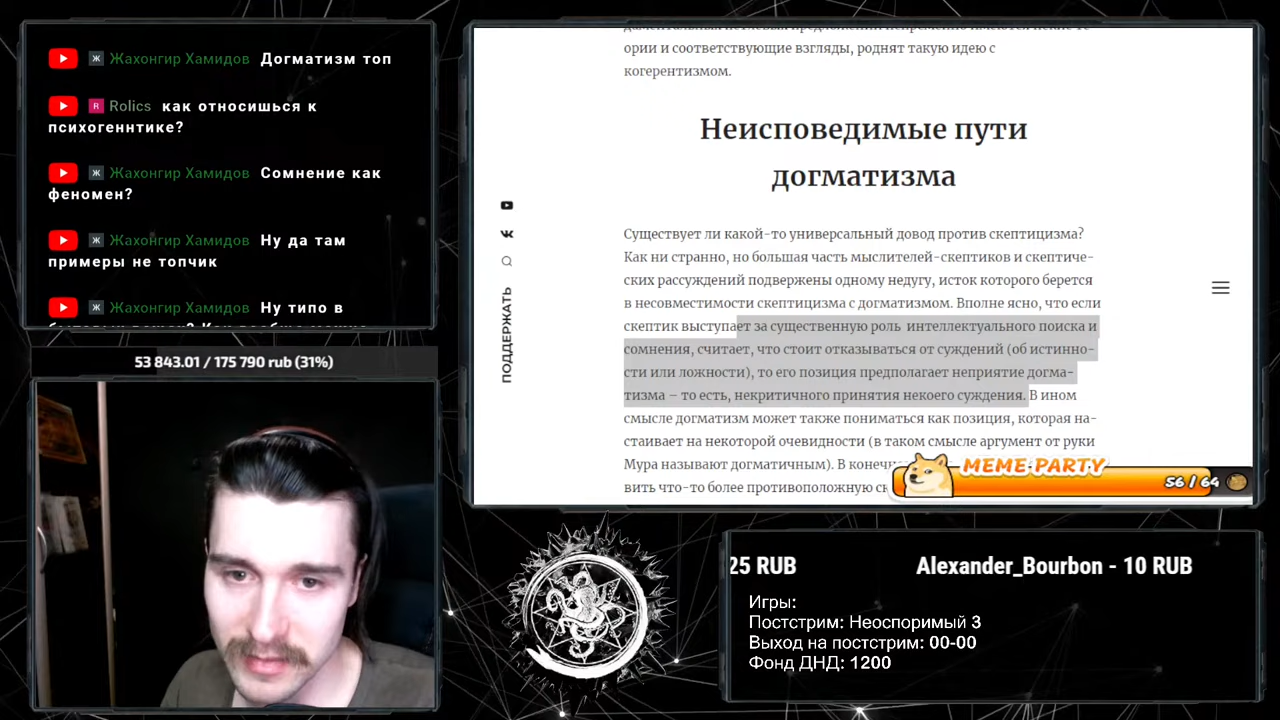 Жахонгир Хамидов Догматизм топ
Rolics как относишься к
психогеннтике?
Жахонгир Хамидов Сомнение как
феномен?
Жахонгир Хамидов Ну да там
примеры не топчик
Жахонгир Хамидов Ну типо в
53 843.01 / 175 790 rub (31%)
ории и соответствующие взгляды, роднят такую идею с
когерентизмом.
Неисповедимые пути
догматизма
ПОДДЕРЖАТЬ
Существует ли какой-то универсальный довод против скептицизма?
Как ни странно, но большая часть мыслителей-скептиков и скептиче-
ских рассуждений подвержены одному недугу, исток которого берется
в несовместимости скептицизма с догматизмом. Вполне ясно, что если
скептик выступает за существенную роль интеллектуального поиска и
сомнения, считает, что стоит отказываться от суждений (об истинно-
сти или ложности), то его позиция предполагает неприятие догма-
тизма – то есть, некритичного принятия некоего суждения. В ином
смысле догматизм может также пониматься как позиция, которая на-
стаивает на некоторой очевидности (в таком смысле аргумент от руки
Мура называют догматичным). В конечн
вить что-то более противоположную ск
MEME PARTY
56 / 64
25 RUB Alexander_Bourbon - 10 RUB
Игры:
Постстрим: Неоспоримый 3
Выход на постстрим: 00-00
Фонд ДНД: 1200